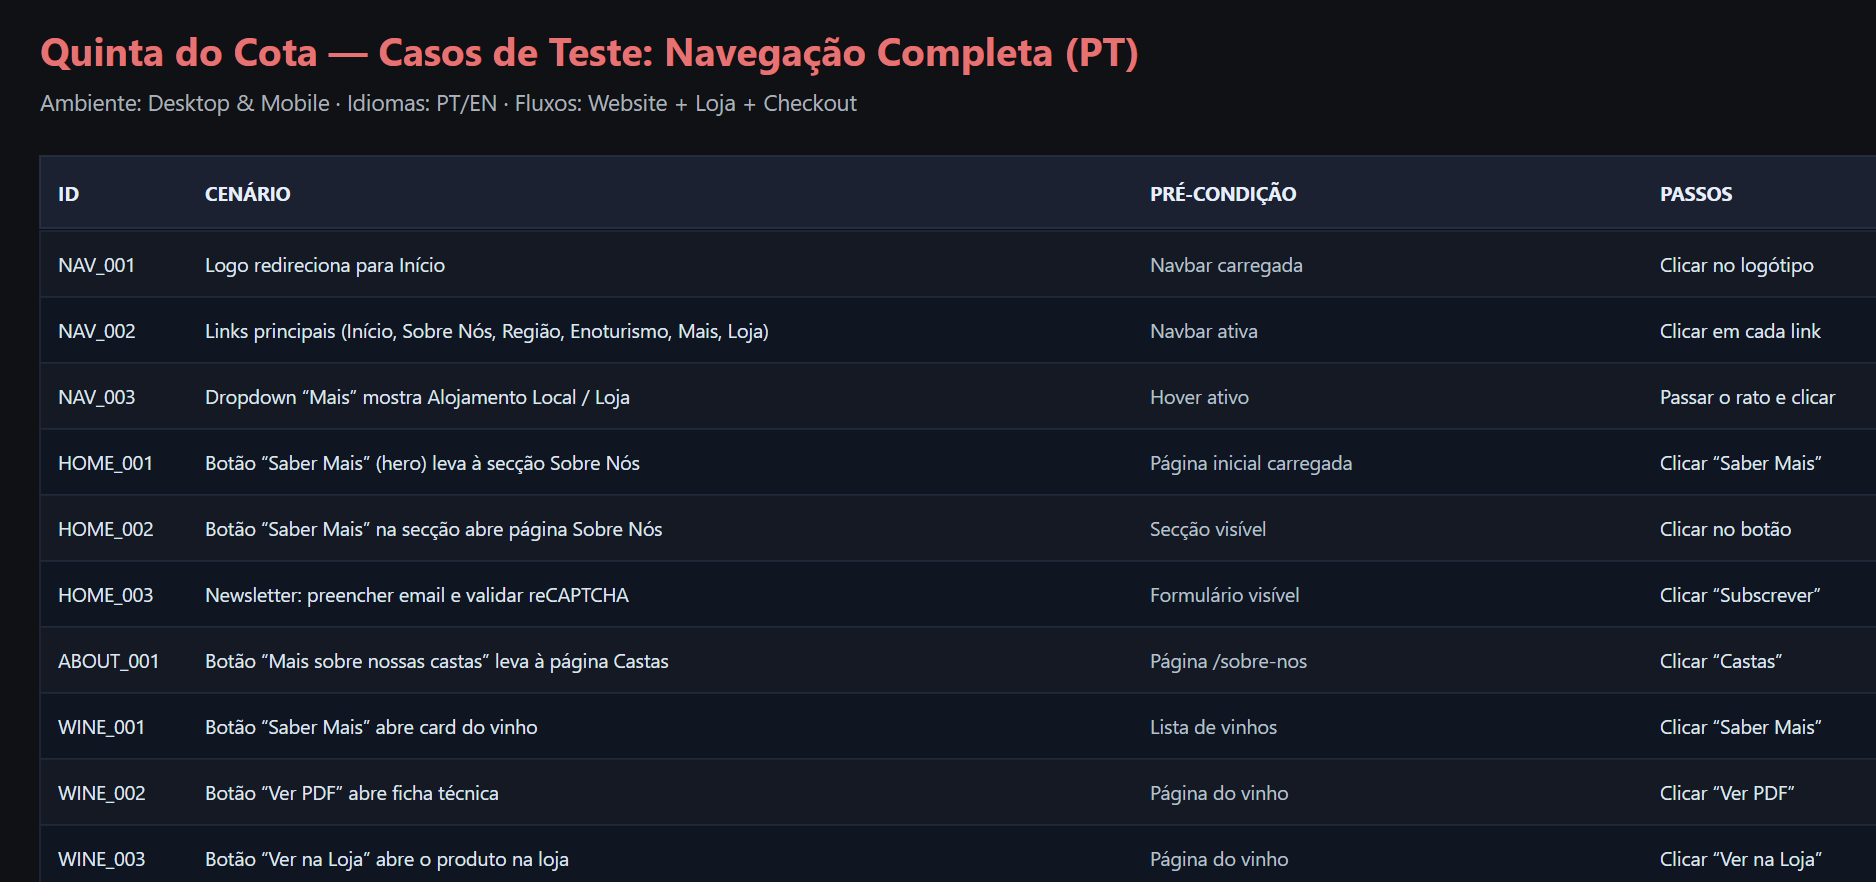 Quinta do Cota — Casos de Teste: Navegação Completa (PT)
Ambiente: Desktop & Mobile · Idiomas: PT/EN · Fluxos: Website + Loja + Checkout
ID CENÁRIO PRÉ-CONDIÇÃO PASSOS
NAV_001 Logo redireciona para Início Navbar carregada Clicar no logótipo
NAV_002 Links principais (Início, Sobre Nós, Região, Enoturismo, Mais, Loja) Navbar ativa Clicar em cada link
NAV_003 Dropdown “Mais” mostra Alojamento Local / Loja Hover ativo Passar o rato e clicar
HOME_001 Botão “Saber Mais” (hero) leva à secção Sobre Nós Página inicial carregada Clicar “Saber Mais”
HOME_002 Botão “Saber Mais” na secção abre página Sobre Nós Secção visível Clicar no botão
HOME_003 Newsletter: preencher email e validar reCAPTCHA Formulário visível Clicar “Subscrever”
ABOUT_001 Botão “Mais sobre nossas castas” leva à página Castas Página /sobre-nos Clicar “Castas”
WINE_001 Botão “Saber Mais” abre card do vinho Lista de vinhos Clicar “Saber Mais”
WINE_002 Botão “Ver PDF” abre ficha técnica Página do vinho Clicar “Ver PDF”
WINE_003 Botão “Ver na Loja” abre o produto na loja Página do vinho Clicar “Ver na Loja”